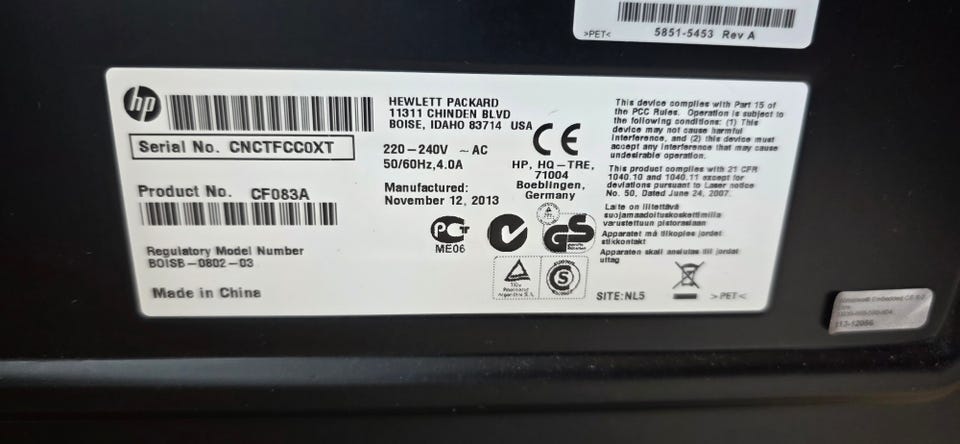 >PET< 5851-5453 Rev A
hp
Serial No. CNCTFCC0XT
Product No. CF083A
Regulatory Model Number
BOISB-0802-03
Made in China
HEWLETT PACKARD
11311 CHINDEN BLVD
BOISE, IDAHO 83714 USA
220-240V ~ AC
50/60Hz,4.0A
Manufactured:
November 12, 2013
CE
HP, HQ-TRE,
71004
Boeblingen,
Germany
ME06
GS
S
This device complies with Part 15 of
the FCC Rules. Operation is subject to
the following conditions: (1) This
device may not cause harmful
interference, and (2) this device must
accept any interference that may cause
undesirable operation.
This product complies with 21 CFR
1040.10 and 1040.11 except for
deviations pursuant to Laser notice
No. 50, Dated June 24, 2007.
Laite on liitettävä
suojamaadoituskoskettimilla
varustettuun pistorasiaan
Apparatet må tilkoples jordet
stikkontakt
Apparaten skall anslutas till jordat
uttag
SITE:NL5 >PET<